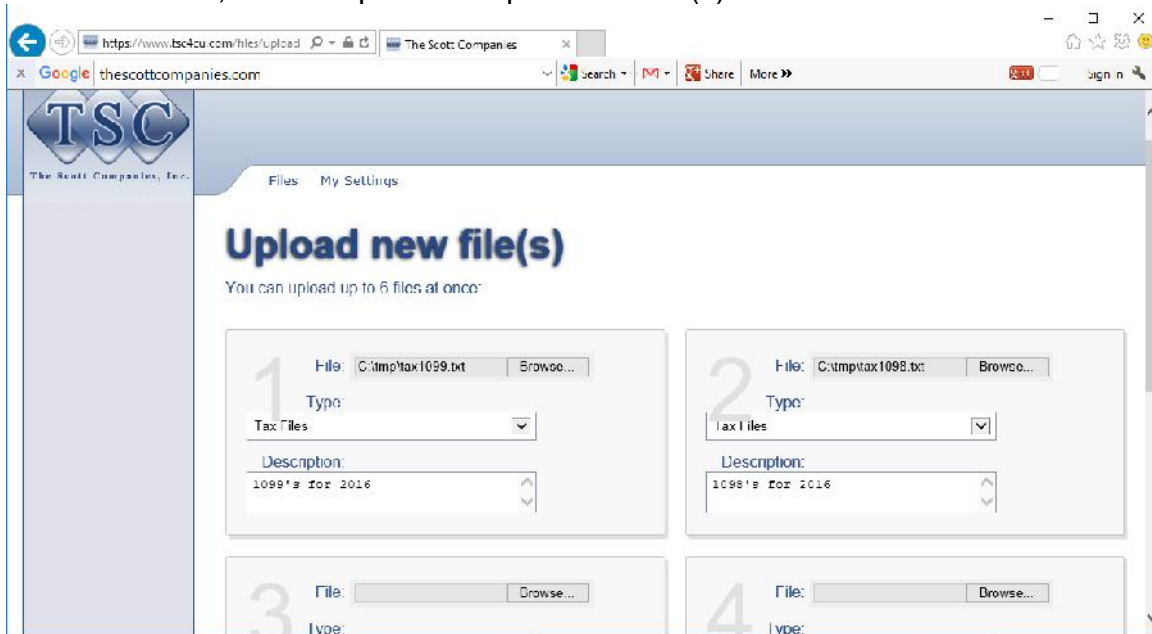 https://www.tsc4cu.com/files/upload
The Scott Companies
Google thescottcompanies.com Search Share More >> Sign In
TSC
The Scott Companies, Inc.
Files My Settings
Upload new file(s)
You can upload up to 6 files at once:
1 File: C:\tmp\tax1099.txt Browse...
Type:
Tax Files
Description:
1099's for 2016
2 File: C:\tmp\tax1098.txt Browse...
Type:
Tax Files
Description:
1098's for 2016
3 File: Browse...
Type:
4 File: Browse...
Type: